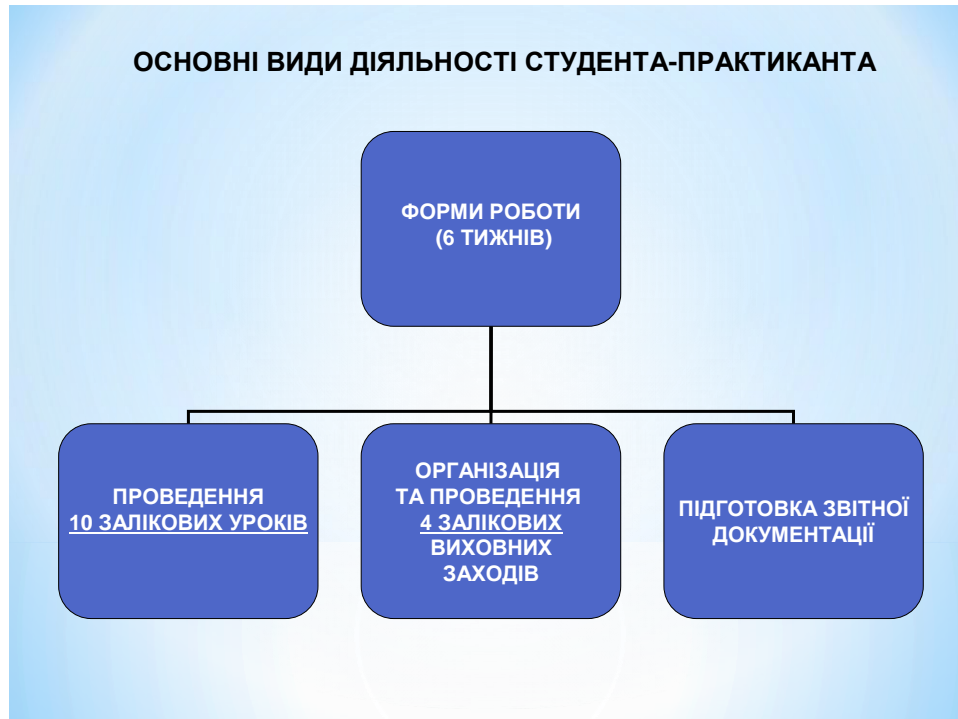 ОСНОВНІ ВИДИ ДІЯЛЬНОСТІ СТУДЕНТА-ПРАКТИКАНТА
ФОРМИ РОБОТИ
(6 ТИЖНІВ)
ПРОВЕДЕННЯ
10 ЗАЛІКОВИХ УРОКІВ
ОРГАНІЗАЦІЯ
ТА ПРОВЕДЕННЯ
4 ЗАЛІКОВИХ
ВИХОВНИХ
ЗАХОДІВ
ПІДГОТОВКА ЗВІТНОЇ
ДОКУМЕНТАЦІЇ